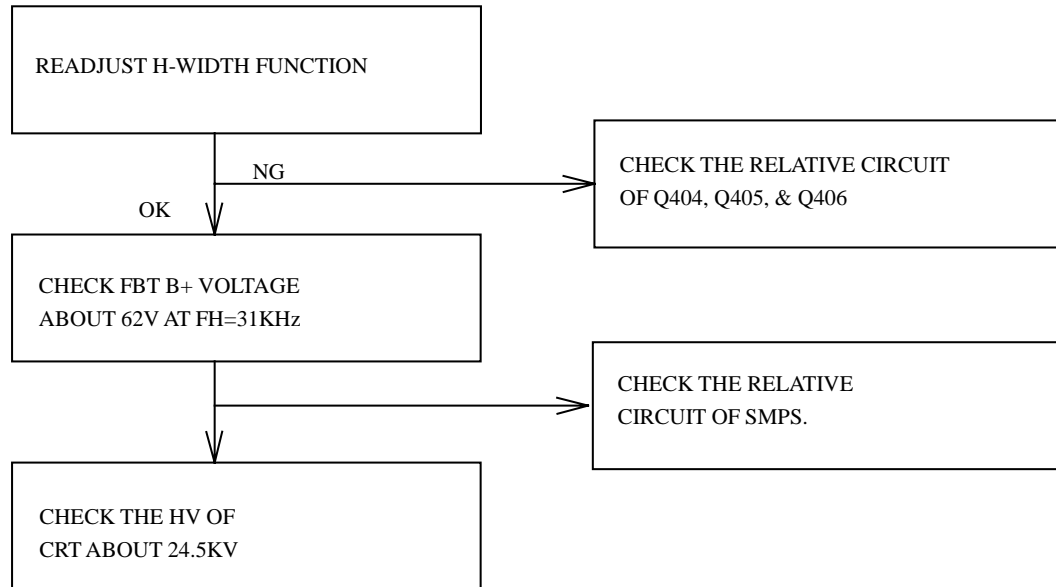 READJUST H-WIDTH FUNCTION
NG
CHECK THE RELATIVE CIRCUIT
OF Q404, Q405, & Q406
OK
CHECK FBT B+ VOLTAGE
ABOUT 62V AT FH=31KHz
CHECK THE RELATIVE
CIRCUIT OF SMPS.
CHECK THE HV OF
CRT ABOUT 24.5KV